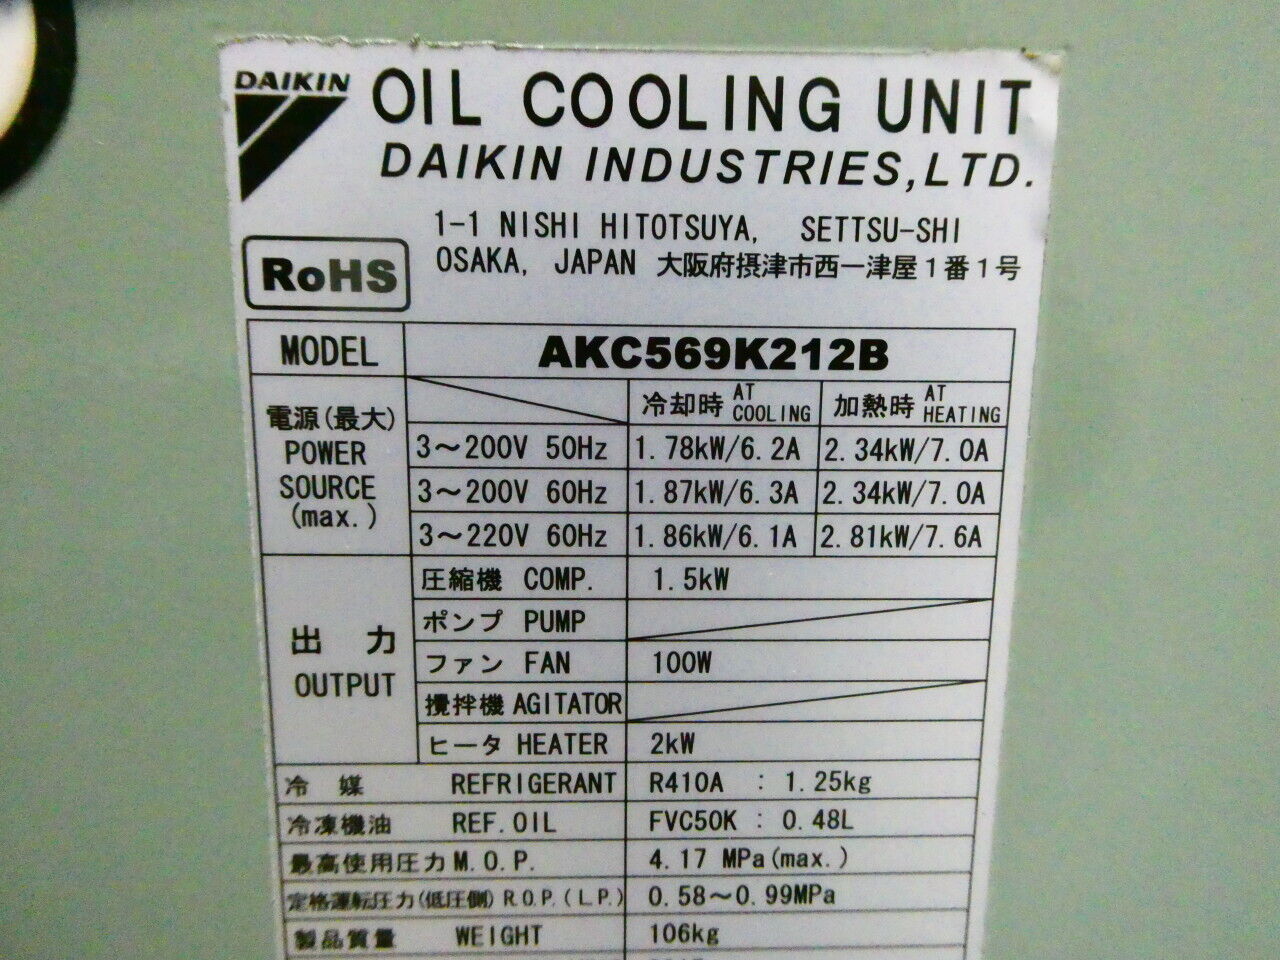 DAIKIN
OIL COOLING UNIT
DAIKIN INDUSTRIES,LTD.
1-1 NISHI HITOTSUYA, SETTSU-SHI
OSAKA, JAPAN 大阪府摂津市西一津屋1番1号
RoHS
MODEL AKC569K212B
電源(最大) POWER SOURCE (max.)
冷却時 AT COOLING 加熱時 AT HEATING
3～200V 50Hz 1.78kW/6.2A 2.34kW/7.0A
3～200V 60Hz 1.87kW/6.3A 2.34kW/7.0A
3～220V 60Hz 1.86kW/6.1A 2.81kW/7.6A
出力 OUTPUT
圧縮機 COMP. 1.5kW
ポンプ PUMP
ファン FAN 100W
攪拌機 AGITATOR
ヒータ HEATER 2kW
冷媒 REFRIGERANT R410A : 1.25kg
冷凍機油 REF.OIL FVC50K : 0.48L
最高使用圧力 M.O.P. 4.17 MPa(max.)
定格運転圧力(低圧側) R.O.P.(L.P.) 0.58～0.99MPa
製品質量 WEIGHT 106kg